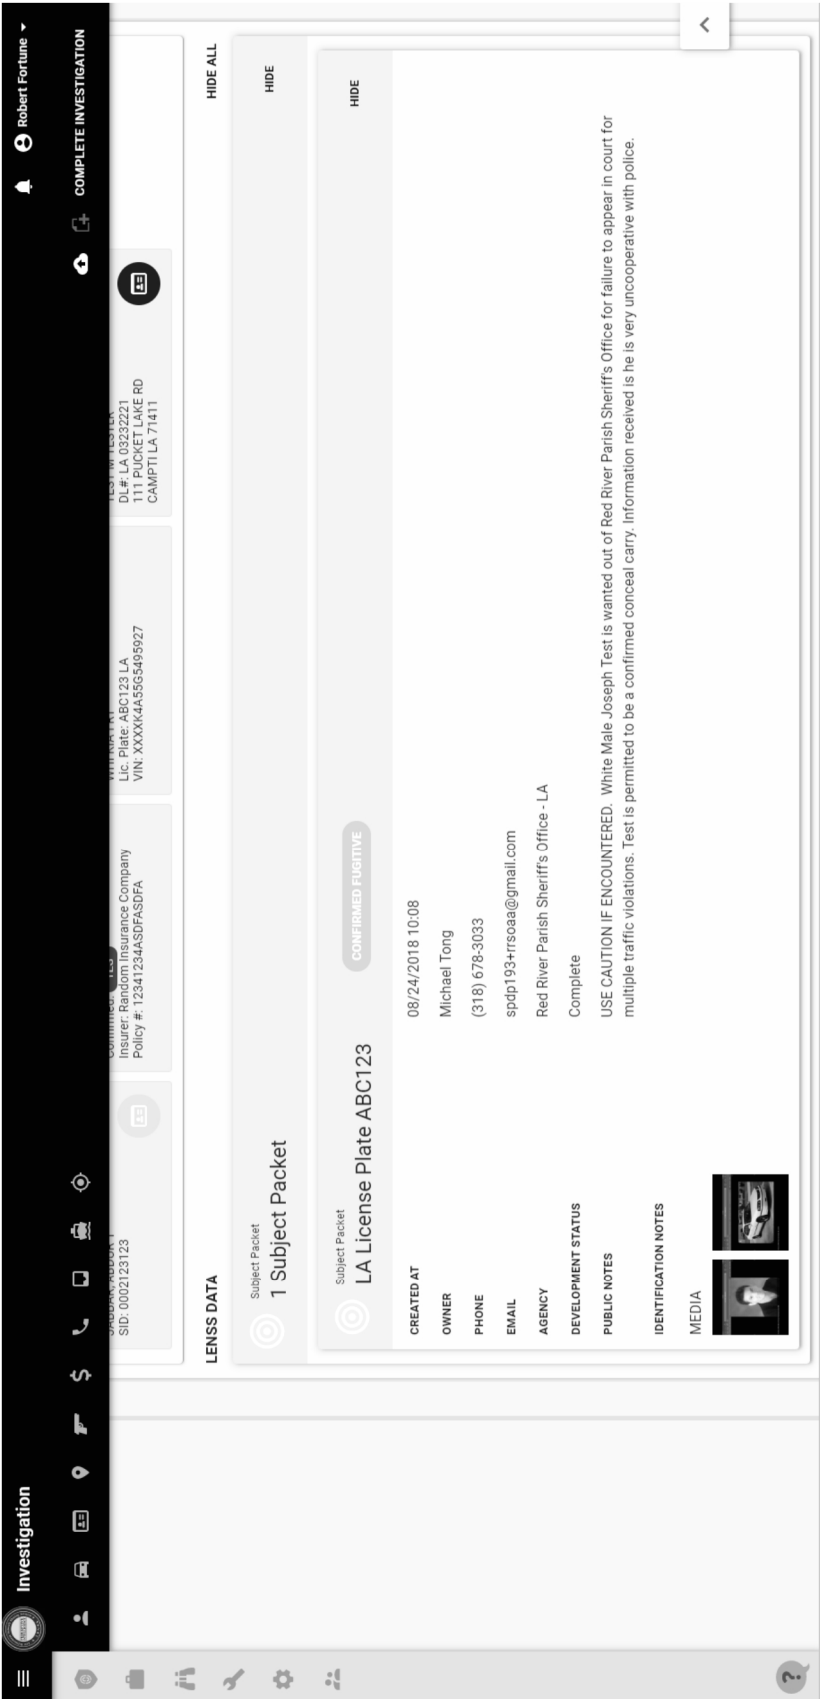 Investigation
Robert Fortune
COMPLETE INVESTIGATION
SID: 0002123123
Insurer: Random Insurance Company
Policy #: 12341234ASDFASDFA
Lic. Plate: ABC123 LA
VIN: XXXXK4A55G5495927
DL#: LA 03232221
111 PUCKET LAKE RD
CAMPTI LA 71411
LENSS DATA
HIDE ALL
Subject Packet
1 Subject Packet
HIDE
Subject Packet
LA License Plate ABC123
CONFIRMED FUGITIVE
HIDE
CREATED AT 08/24/2018 10:08
OWNER Michael Tong
PHONE (318) 678-3033
EMAIL spdp193+rrsoaa@gmail.com
AGENCY Red River Parish Sheriff's Office - LA
DEVELOPMENT STATUS Complete
PUBLIC NOTES USE CAUTION IF ENCOUNTERED. White Male Joseph Test is wanted out of Red River Parish Sheriff's Office for failure to appear in court for
multiple traffic violations. Test is permitted to be a confirmed conceal carry. Information received is he is very uncooperative with police.
IDENTIFICATION NOTES
MEDIA
?